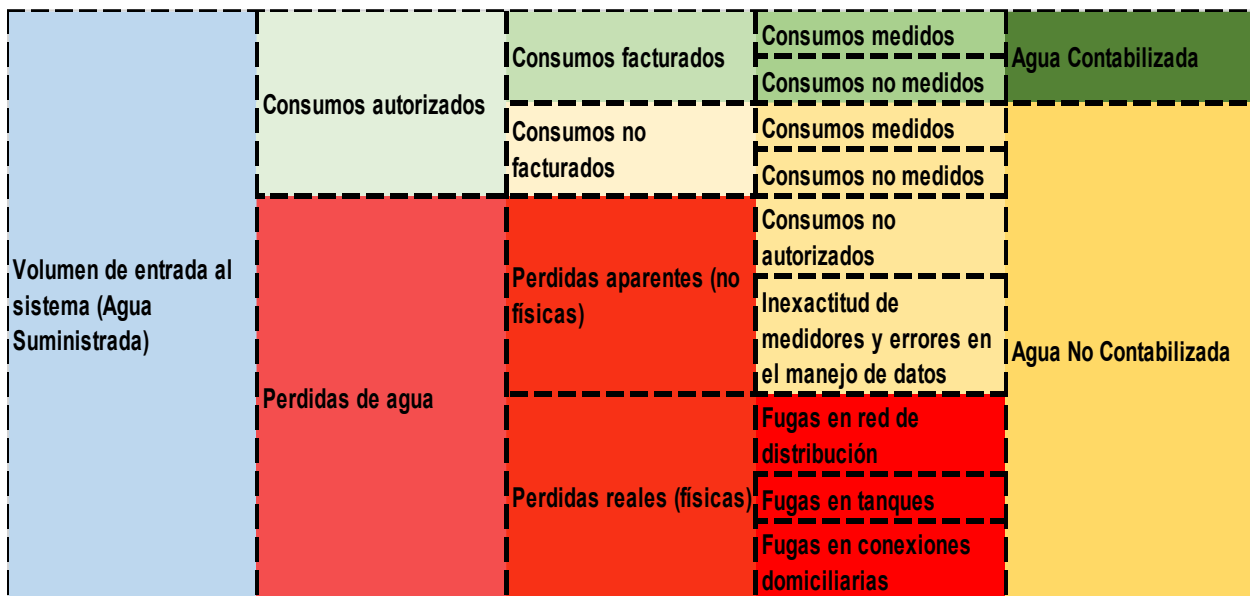 Volumen de entrada al
sistema (Agua
Suministrada)
Consumos autorizados
Perdidas de agua
Consumos facturados
Consumos no
facturados
Perdidas aparentes (no
físicas)
Perdidas reales (físicas)
Consumos medidos
Consumos no medidos
Consumos medidos
Consumos no medidos
Consumos no
autorizados
Inexactitud de
medidores y errores en
el manejo de datos
Fugas en red de
distribución
Fugas en tanques
Fugas en conexiones
domiciliarias
Agua Contabilizada
Agua No Contabilizada